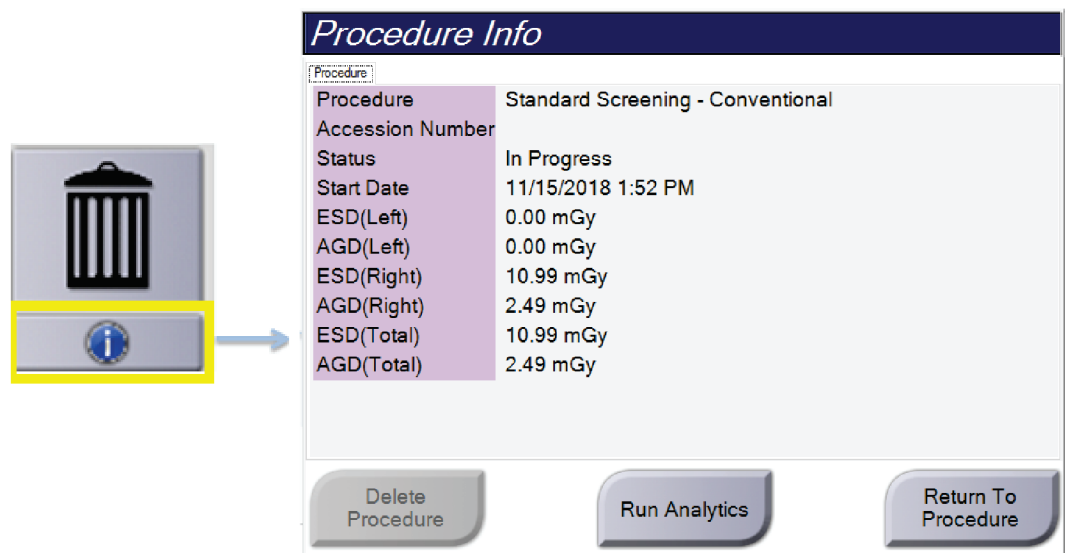 Procedure Info
Procedure
Procedure Standard Screening - Conventional
Accession Number
Status In Progress
Start Date 11/15/2018 1:52 PM
ESD(Left) 0.00 mGy
AGD(Left) 0.00 mGy
ESD(Right) 10.99 mGy
AGD(Right) 2.49 mGy
ESD(Total) 10.99 mGy
AGD(Total) 2.49 mGy
i
Delete
Procedure
Run Analytics
Return To
Procedure